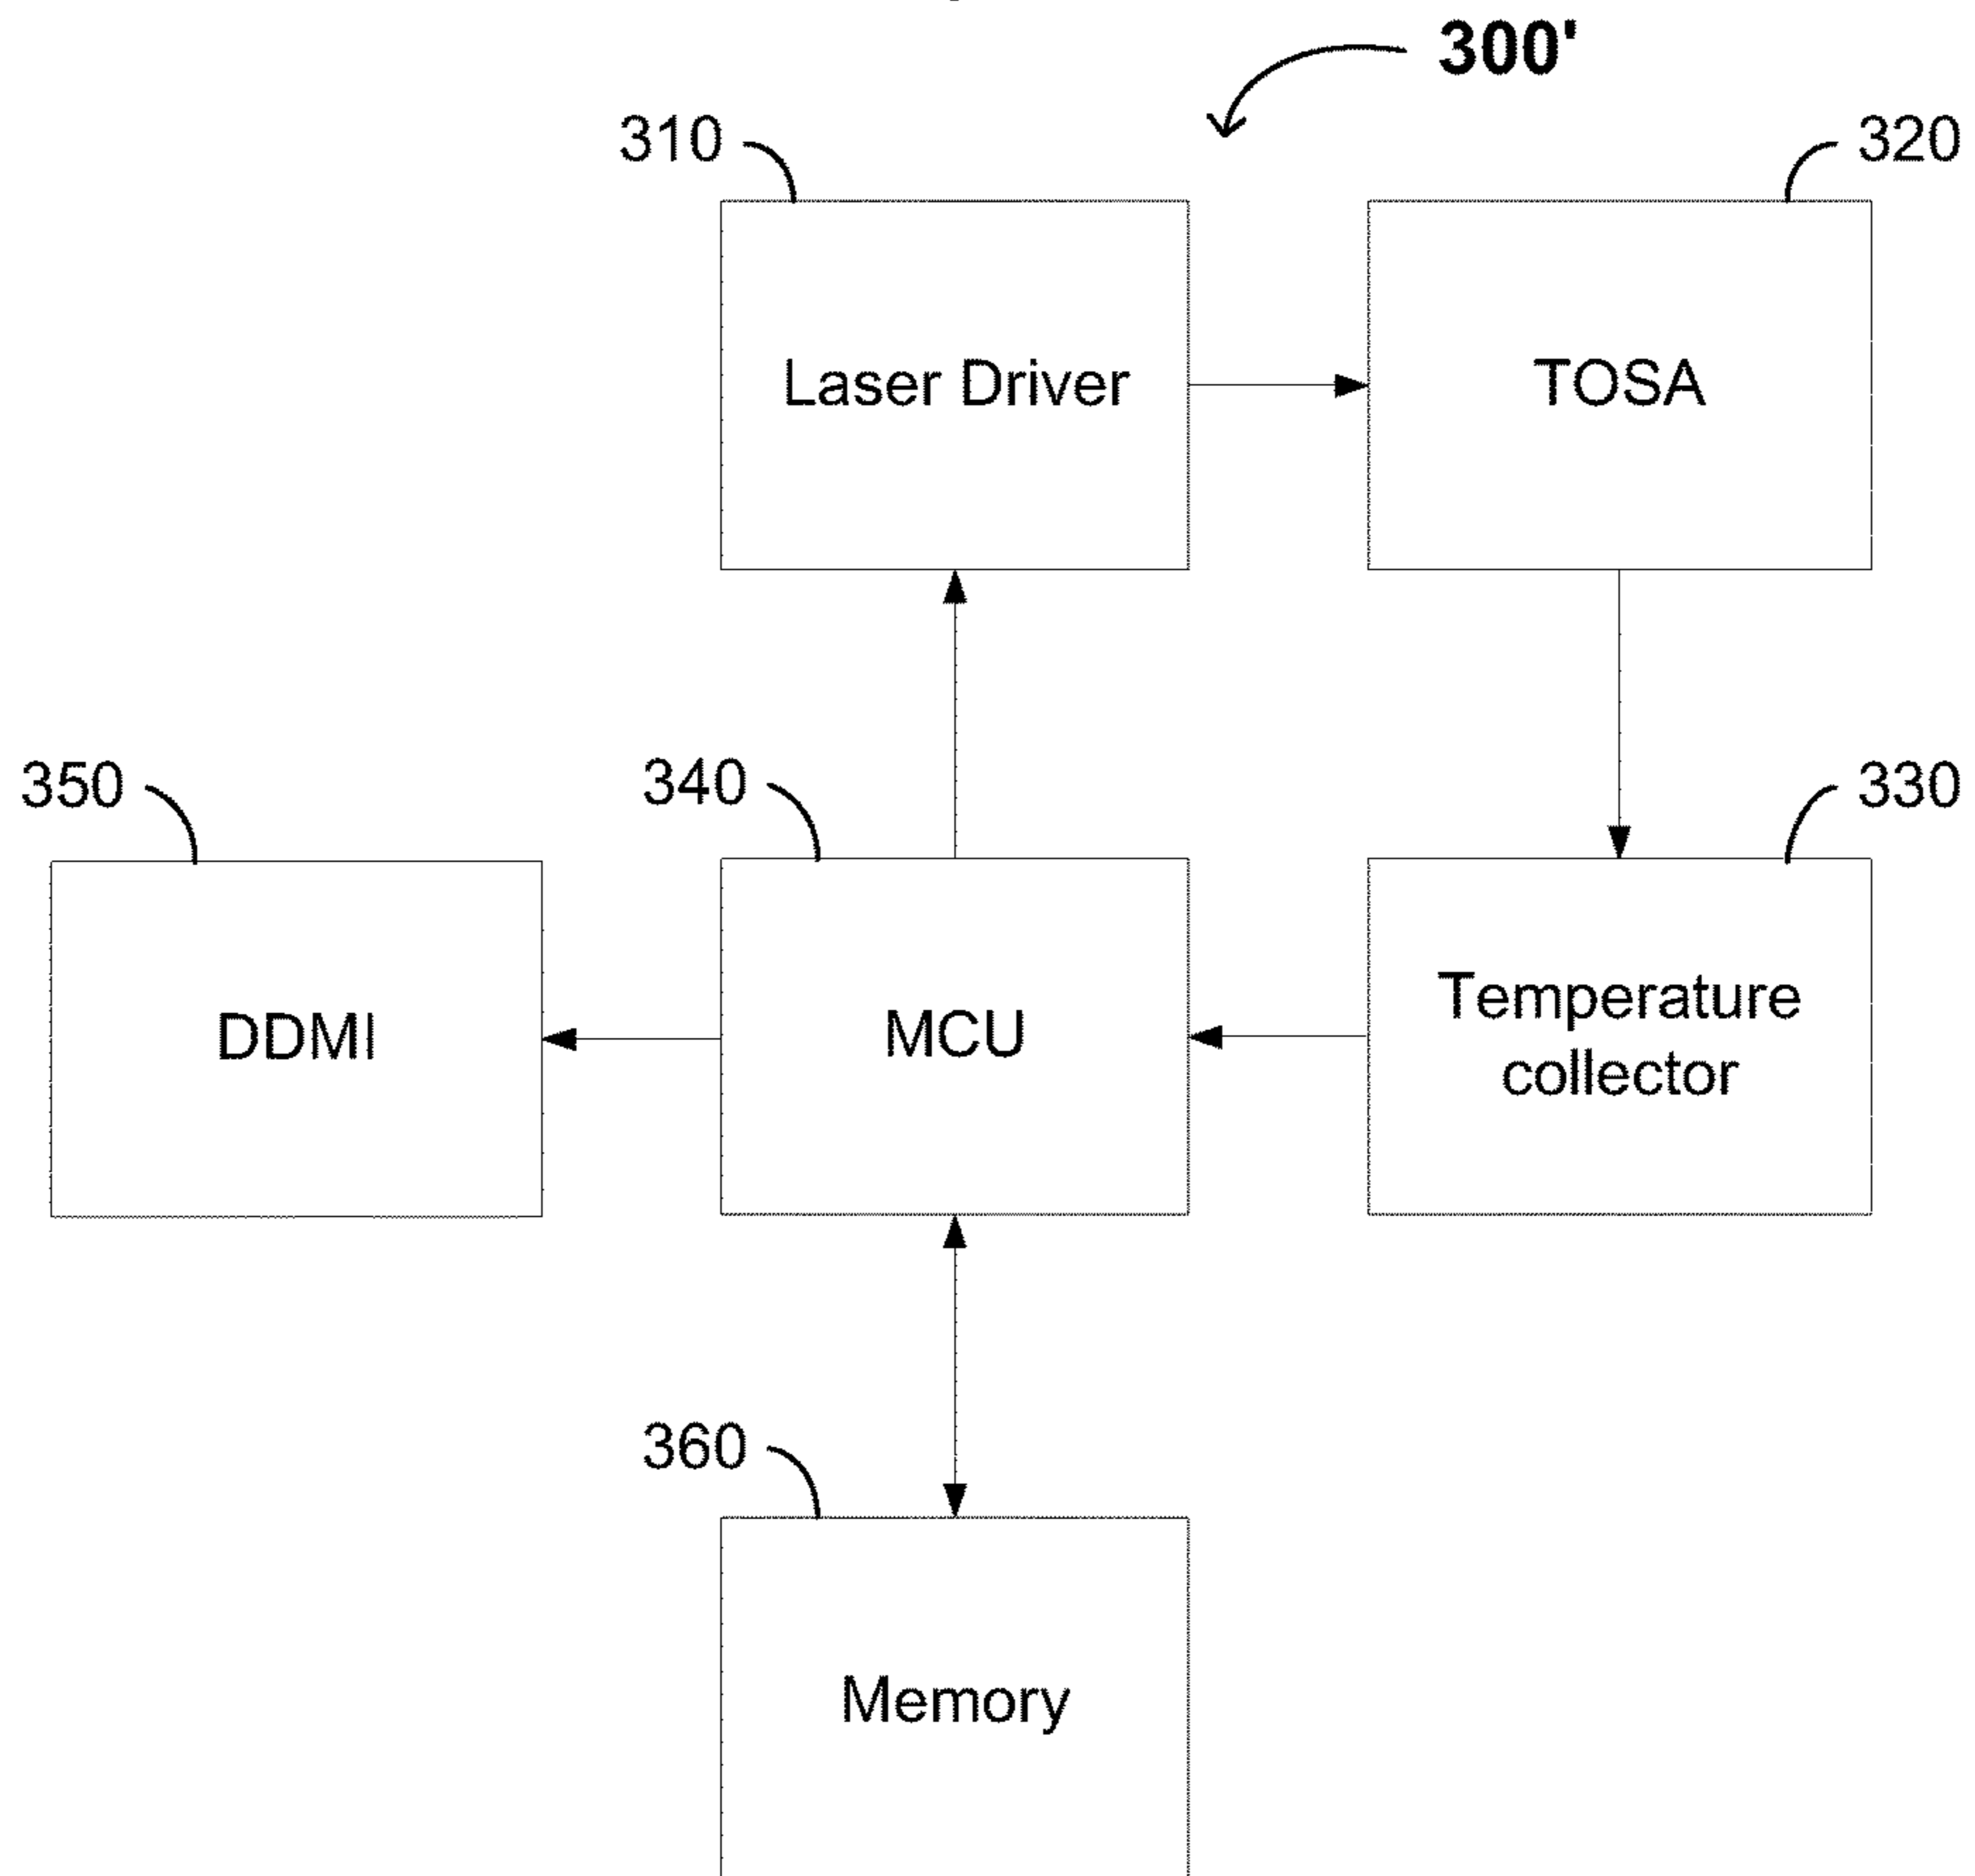 300'
310
320
Laser Driver
TOSA
350
340
330
DDMI
MCU
Temperature
collector
360
Memory